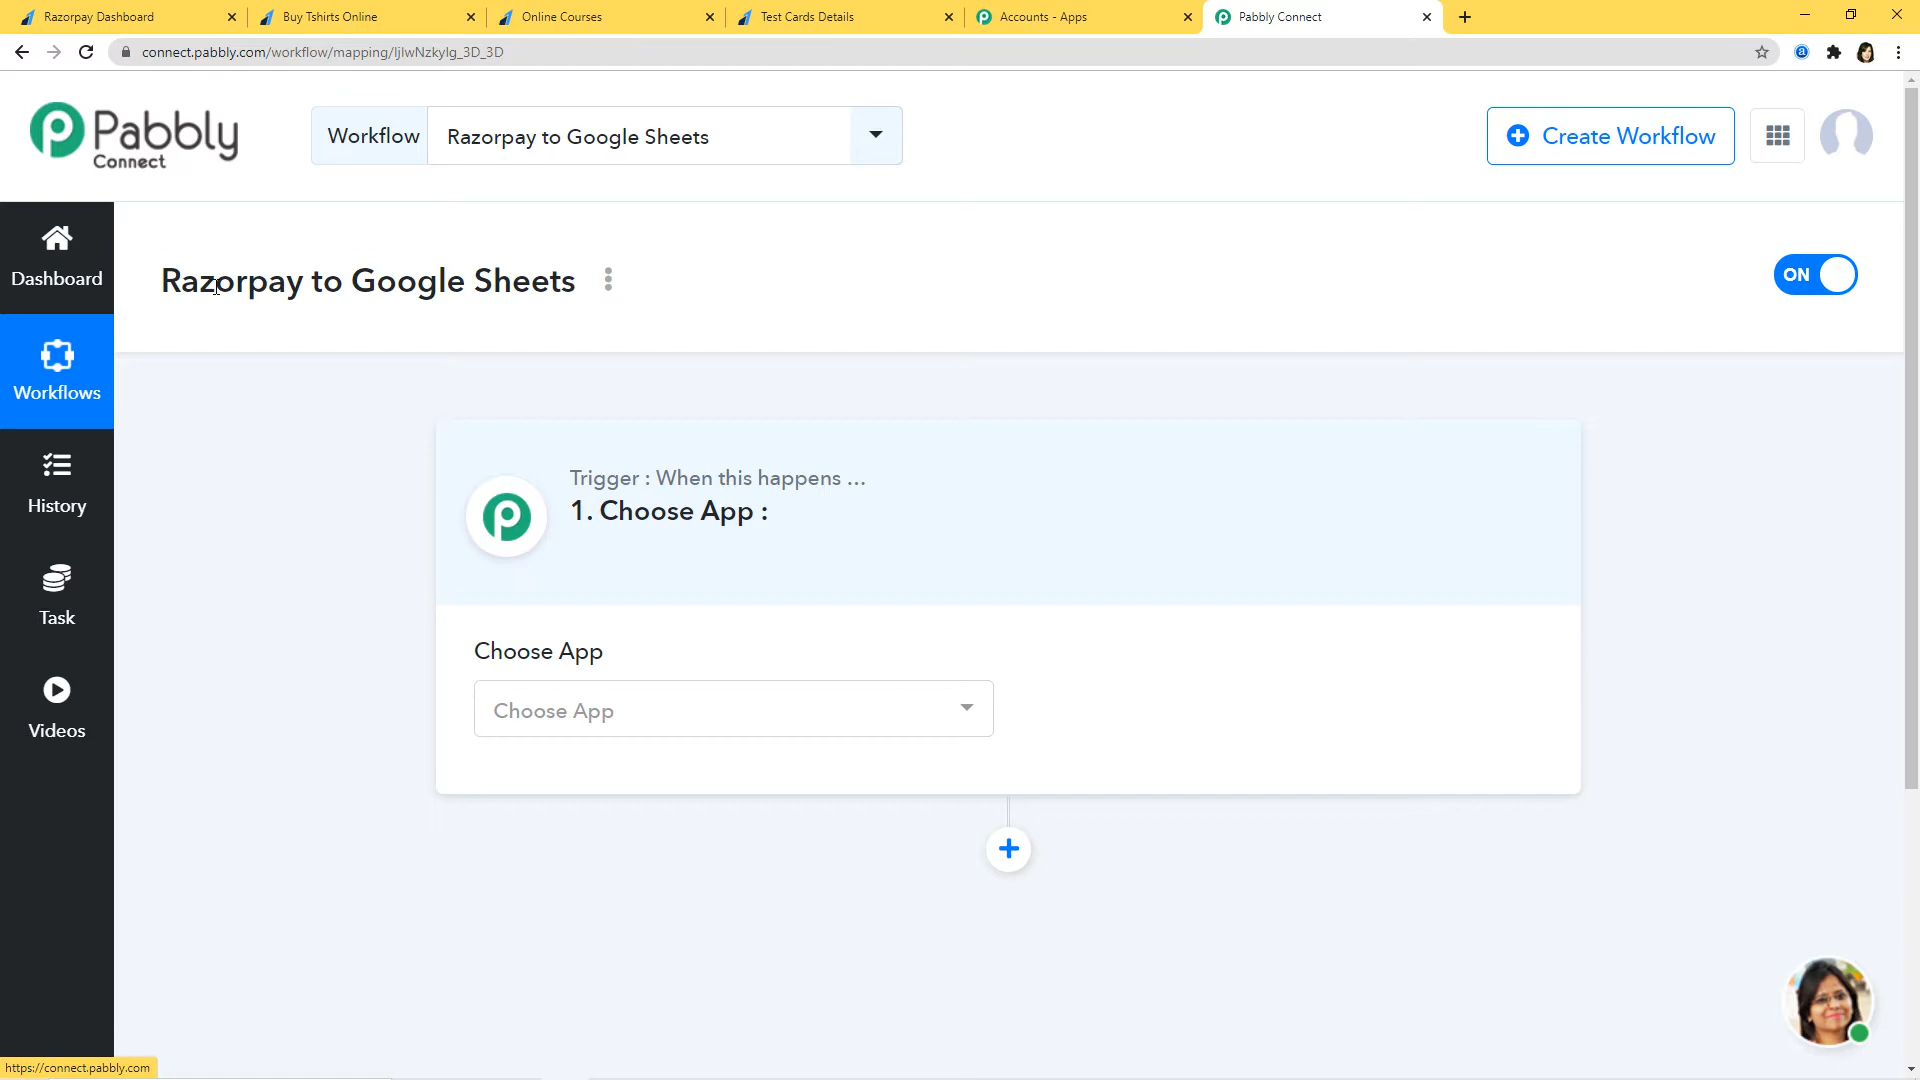 Razorpay Dashboard
Buy Tshirts Online
Online Courses
Test Cards Details
Accounts - Apps
Pabbly Connect
connect.pabbly.com/workflow/mapping/IjIwNzkyIg_3D_3D
Pabbly
Connect
Workflow
Razorpay to Google Sheets
Create Workflow
Dashboard
Workflows
History
Task
Videos
Razorpay to Google Sheets
ON
Trigger : When this happens ...
1. Choose App :
Choose App
Choose App
https://connect.pabbly.com